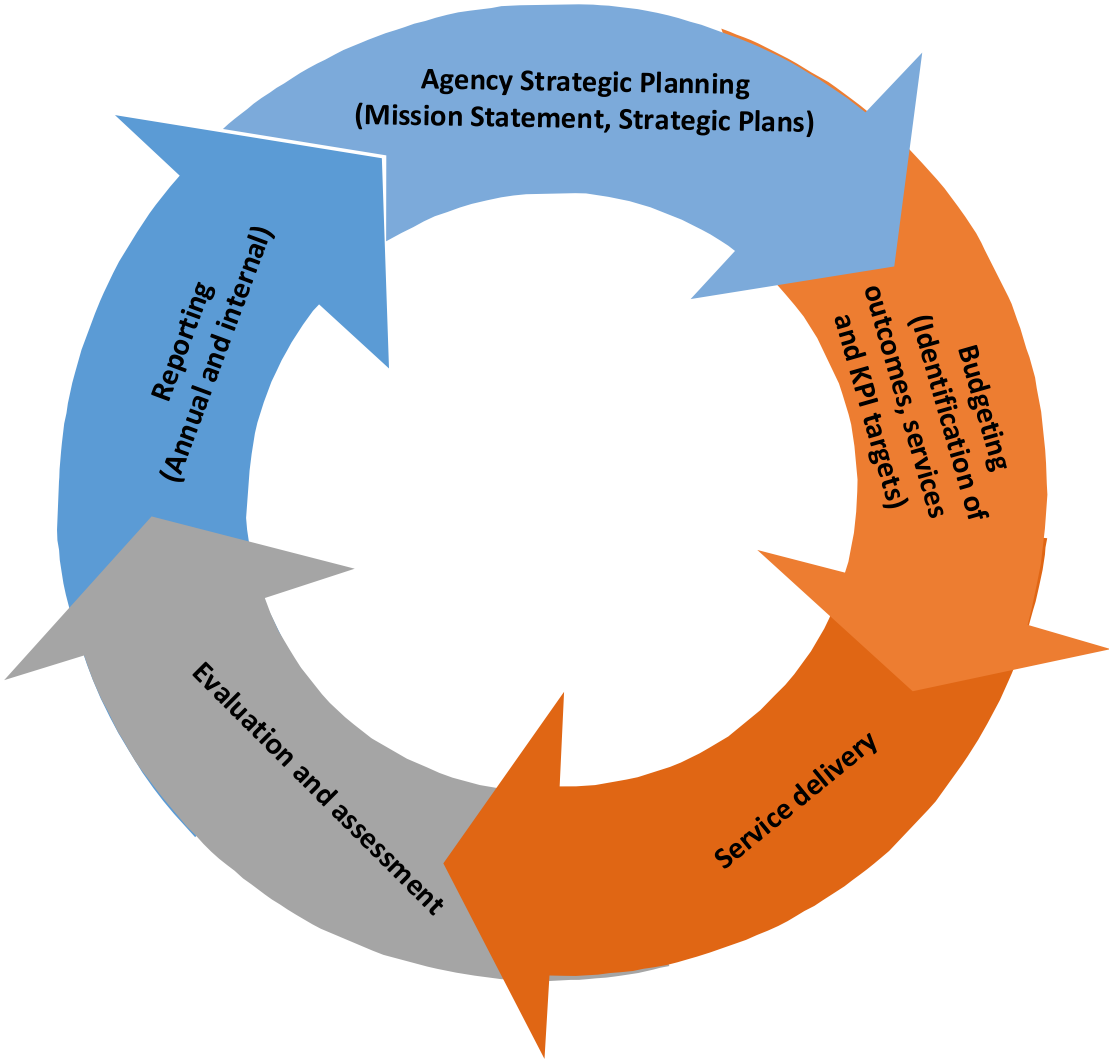 Agency Strategic Planning
(Mission Statement, Strategic Plans)
Budgeting
(Identification of
outcomes, services
and KPI targets)
Service delivery
Evaluation and assessment
Reporting
(Annual and internal)